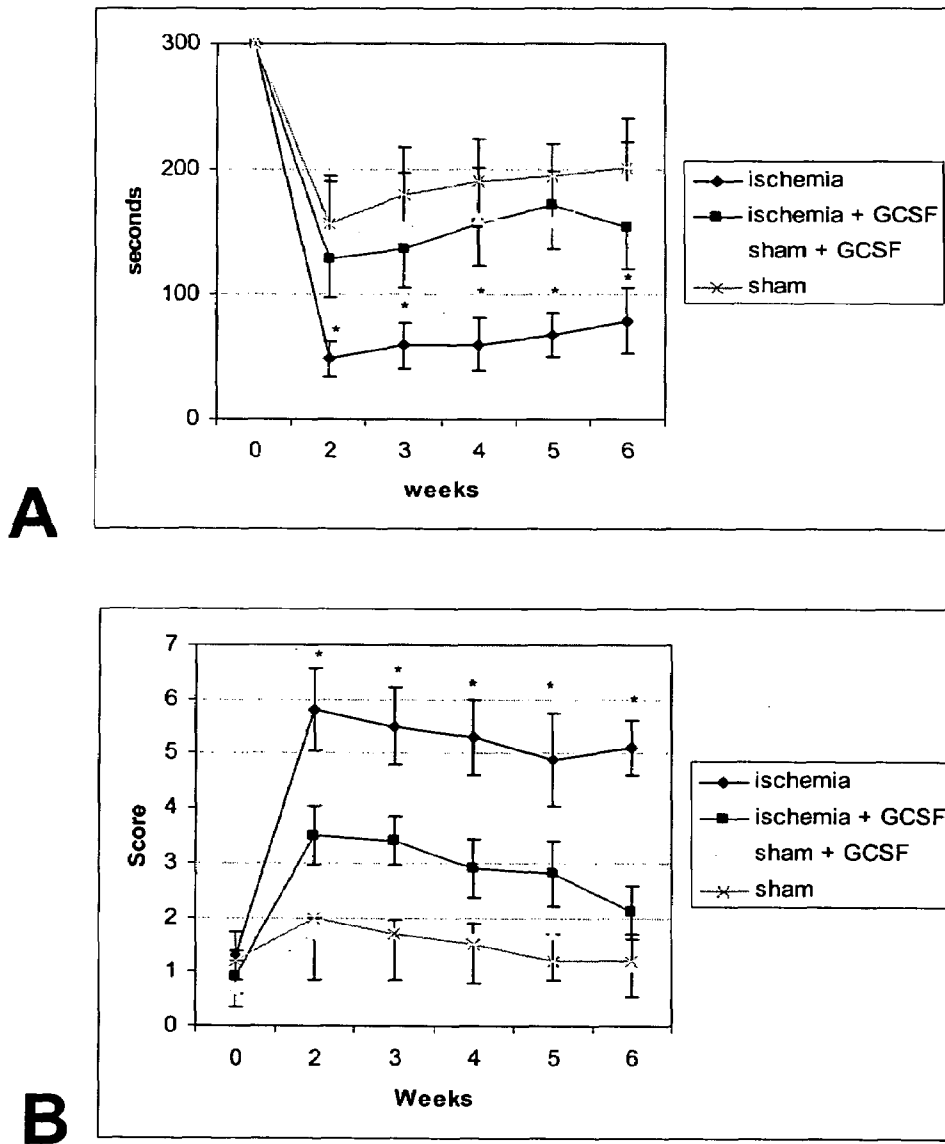 300
200
100
0
seconds
0 2 3 4 5 6
weeks
* * * * *
ischemia
ischemia + GCSF
sham + GCSF
sham
A
7
6
5
4
3
2
1
0
Score
0 2 3 4 5 6
Weeks
* * * * *
ischemia
ischemia + GCSF
sham + GCSF
sham
B